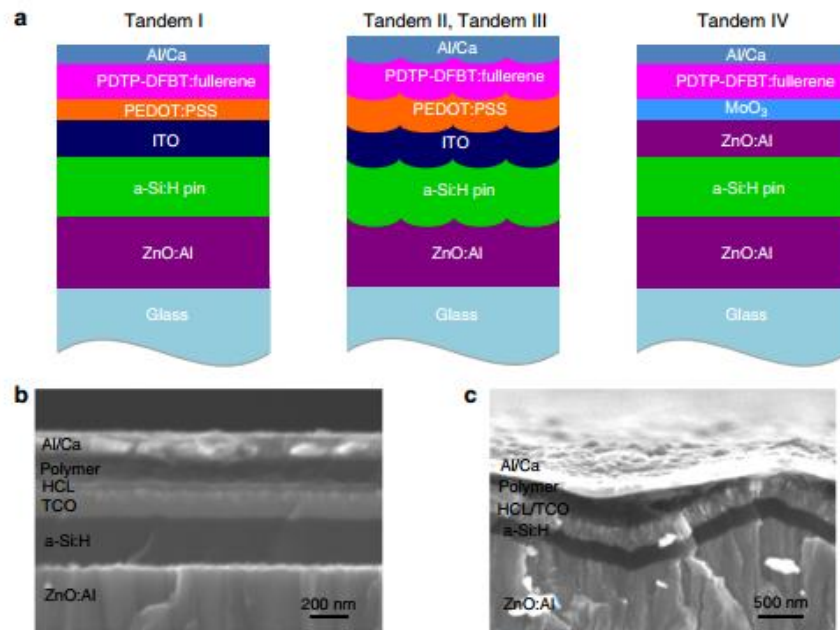 a
Tandem I
Tandem II, Tandem III
Tandem IV
Al/Ca
PDTP-DFBT:fullerene
PEDOT:PSS
ITO
a-Si:H pin
ZnO:Al
Glass
Al/Ca
PDTP-DFBT:fullerene
PEDOT:PSS
ITO
a-Si:H pin
ZnO:Al
Glass
Al/Ca
PDTP-DFBT:fullerene
MoO₃
ZnO:Al
a-Si:H pin
ZnO:Al
Glass
b
Al/Ca
Polymer
HCL
TCO
a-Si:H
ZnO:Al
200 nm
c
Al/Ca
Polymer
HCL/TCO
a-Si:H
ZnO:Al
500 nm